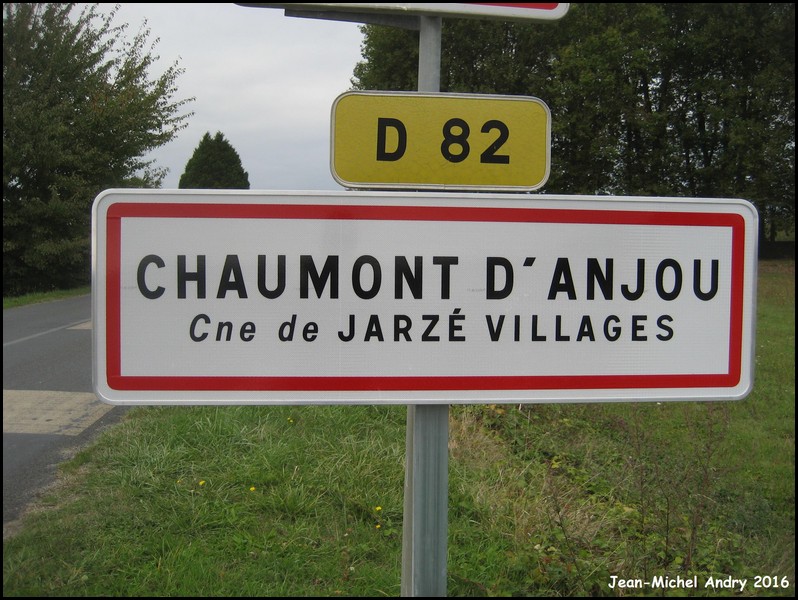 D 82
CHAUMONT D'ANJOU
Cne de JARZÉ VILLAGES
Jean-Michel Andry 2016